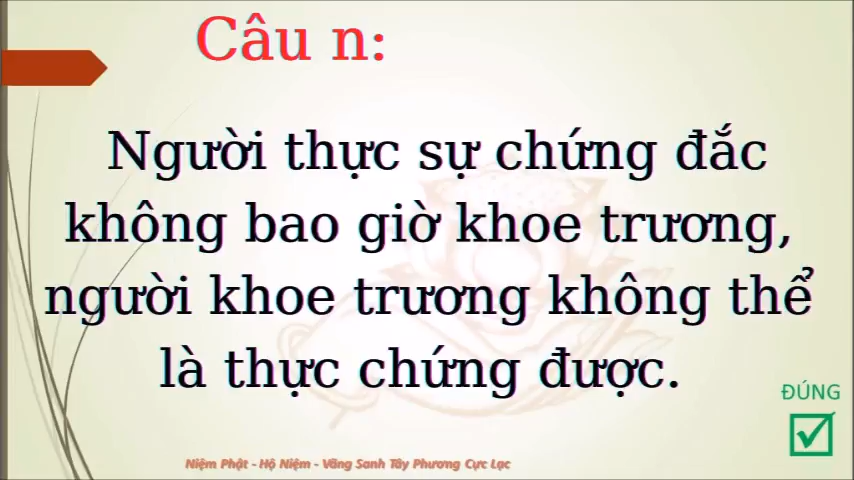 Câu n:
Người thực sự chứng đắc
không bao giờ khoe trương,
người khoe trương không thể
là thực chứng được.
ĐÚNG
Niệm Phật - Hộ Niệm - Vãng Sanh Tây Phương Cực Lạc